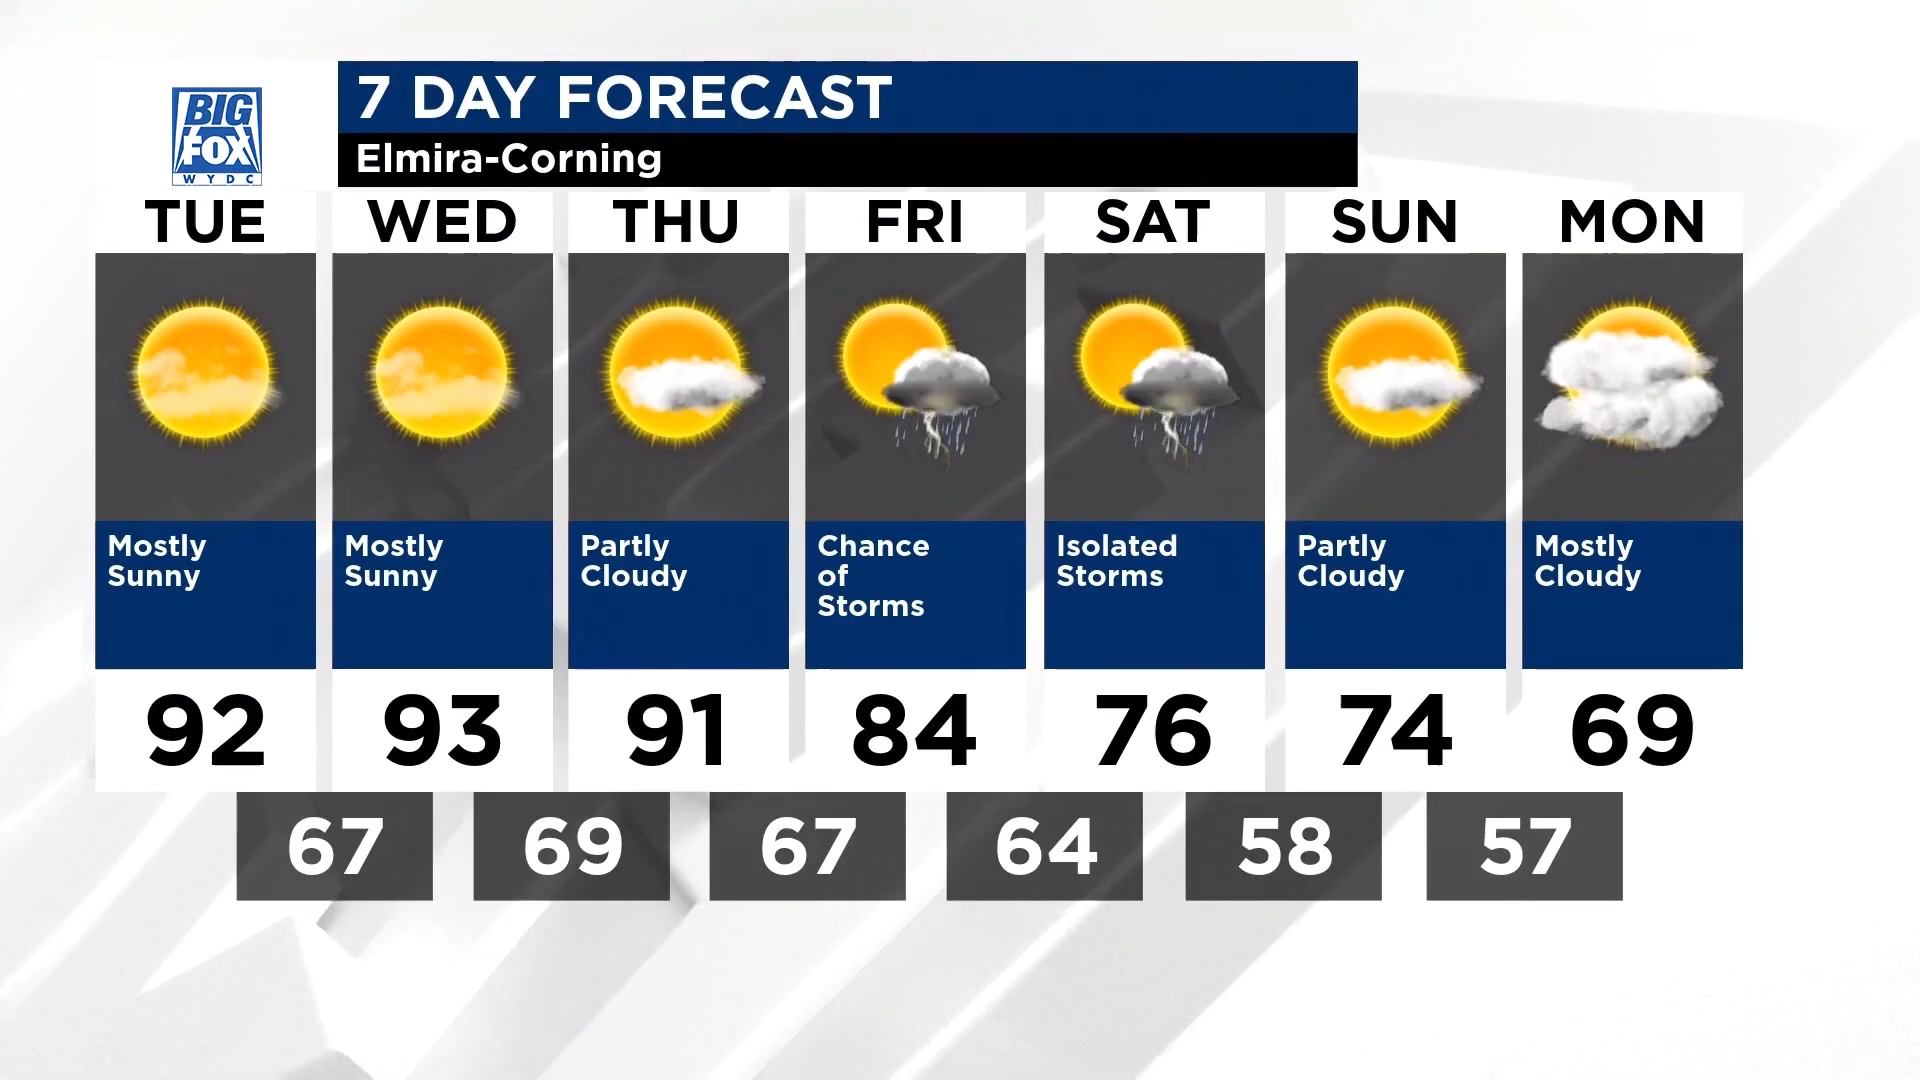 BIG
FOX
WYDC
7 DAY FORECAST
Elmira-Corning
TUE
WED
THU
FRI
SAT
SUN
MON
Mostly
Sunny
Mostly
Sunny
Partly
Cloudy
Chance
of
Storms
Isolated
Storms
Partly
Cloudy
Mostly
Cloudy
92
93
91
84
76
74
69
67
69
67
64
58
57